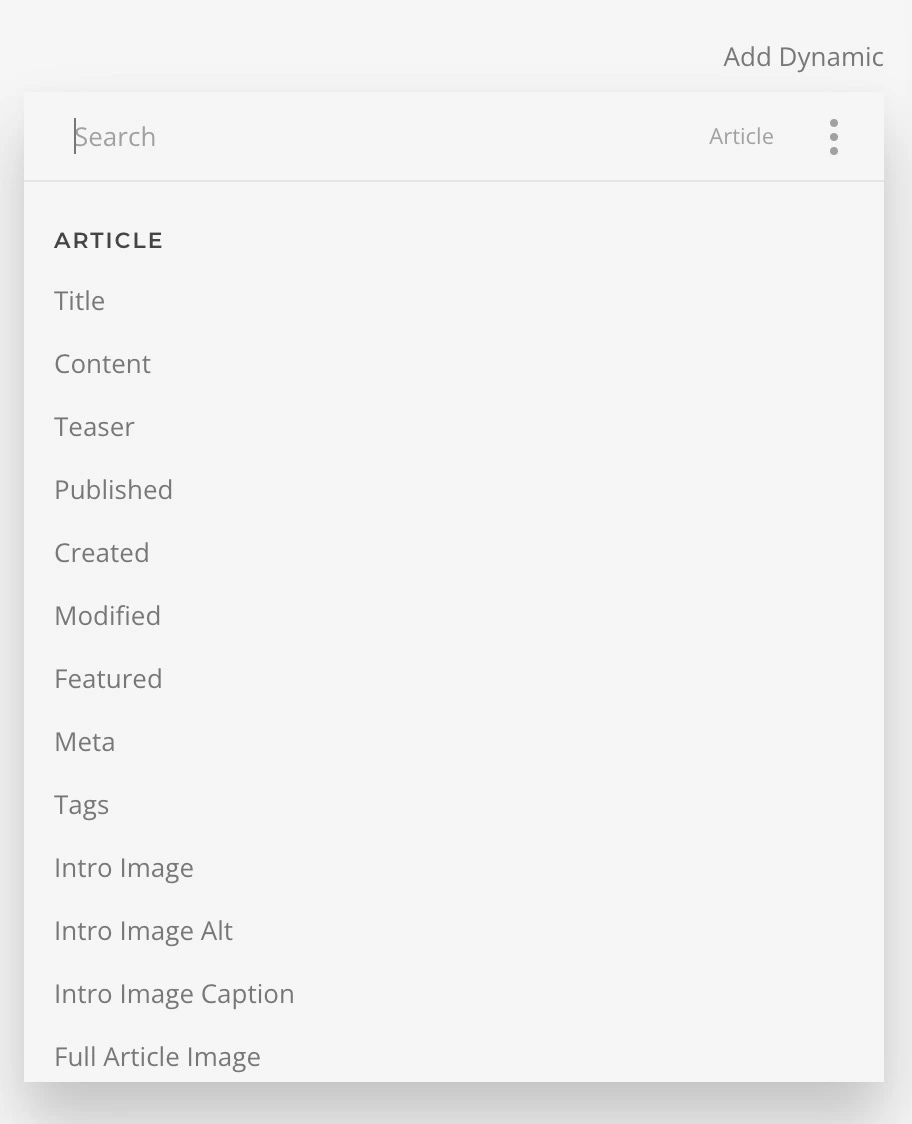 Add Dynamic
Search
Article
ARTICLE
Title
Content
Teaser
Published
Created
Modified
Featured
Meta
Tags
Intro Image
Intro Image Alt
Intro Image Caption
Full Article Image